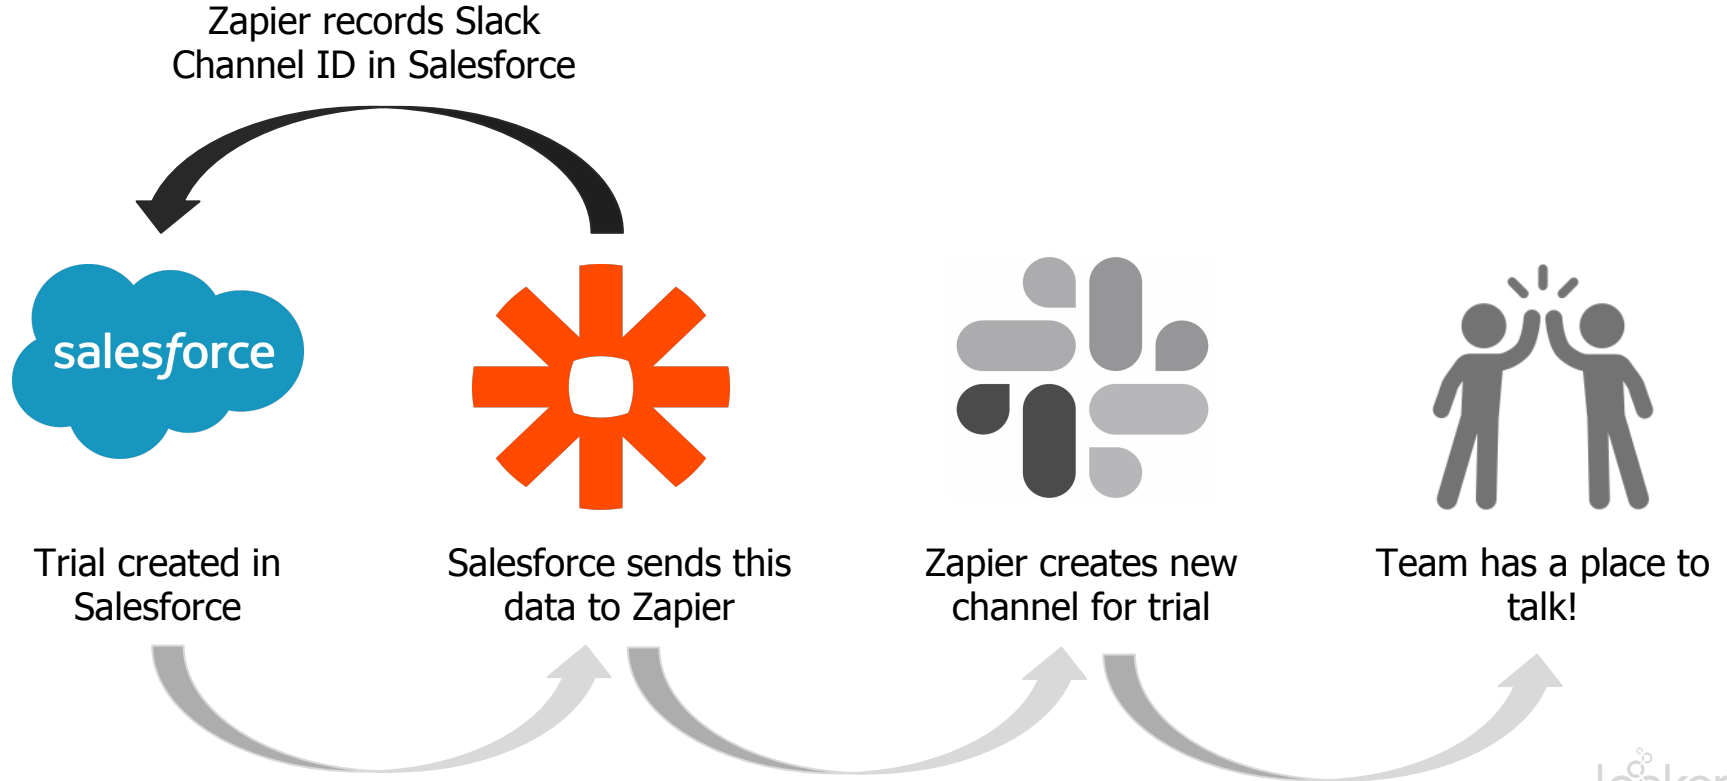 Zapier records Slack
Channel ID in Salesforce
salesforce
Trial created in
Salesforce
Salesforce sends this
data to Zapier
Zapier creates new
channel for trial
Team has a place to
talk!
looker